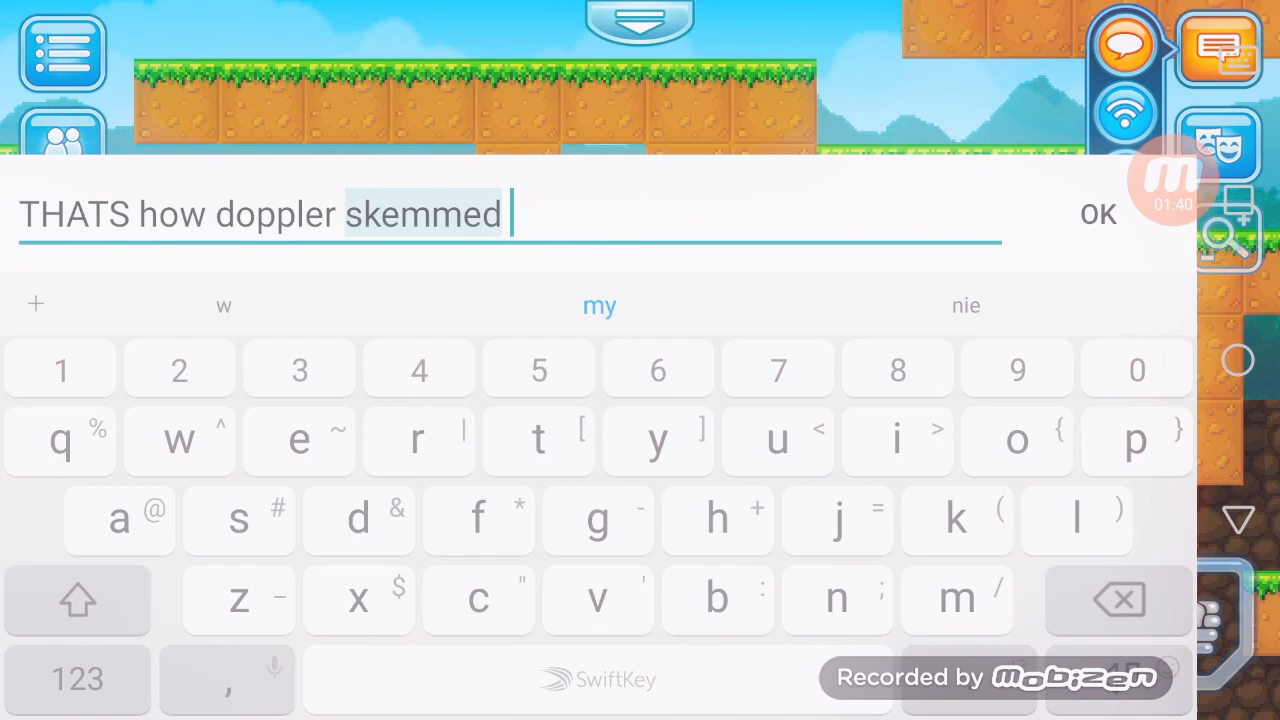 THATS how doppler skemmed
OK
01:40
+ w my nie
1 2 3 4 5 6 7 8 9 0
q % w ^ e ~ r | t [ y ] u < i > o { p }
a @ s # d & f * g - h + j = k ( l )
z _ x $ c " v ' b : n ; m /
123 , SwiftKey
Recorded by mobizen